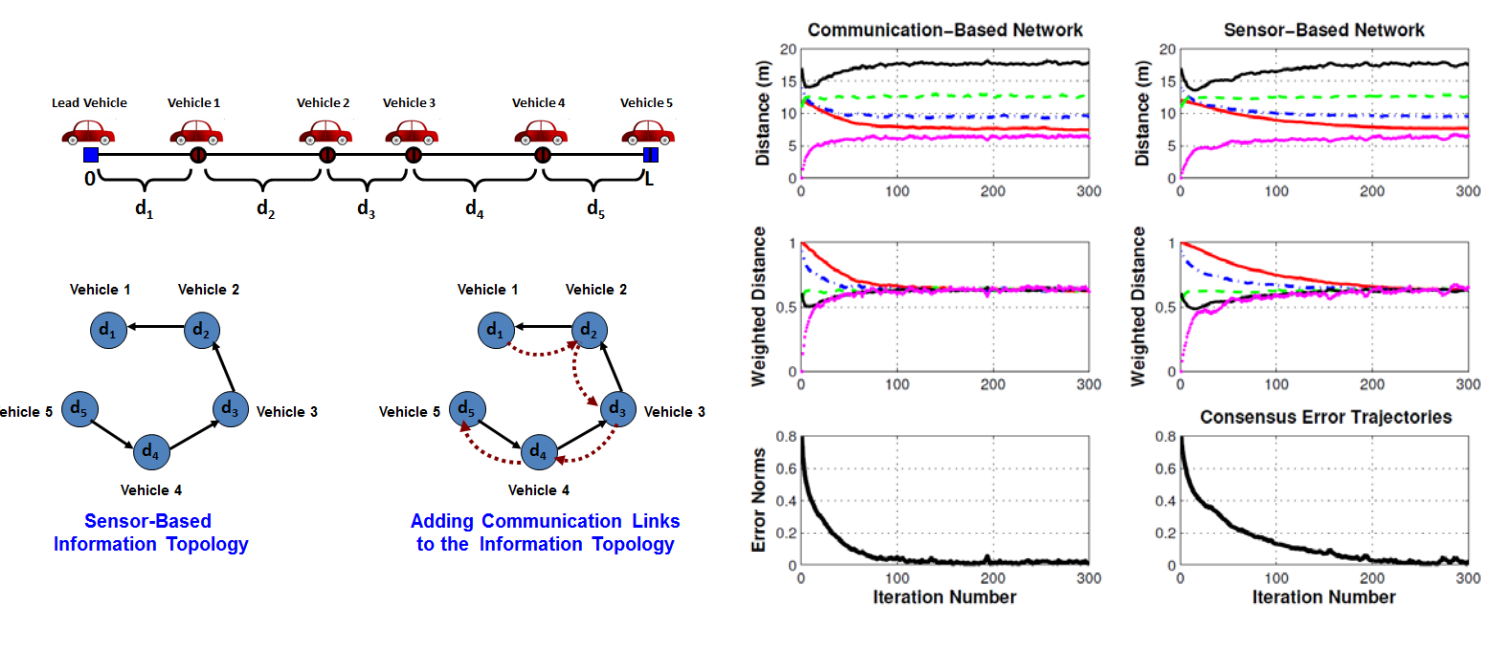 Lead Vehicle Vehicle 1 Vehicle 2 Vehicle 3 Vehicle 4 Vehicle 5
0 L
d1 d2 d3 d4 d5
Vehicle 1 Vehicle 2
d1 d2
ehicle 5 d5 d3 Vehicle 3
d4
Vehicle 4
Sensor-Based
Information Topology
Vehicle 1 Vehicle 2
d1 d2
Vehicle 5 d5 d3 Vehicle 3
d4
Vehicle 4
Adding Communication Links
to the Information Topology
Communication-Based Network
Distance (m)
20
15
10
5
0
0 100 200 300
Sensor-Based Network
Distance (m)
20
15
10
5
0
0 100 200 300
Weighted Distance
1
0.5
0
0 100 200 300
Weighted Distance
1
0.5
0
0 100 200 300
Error Norms
0.8
0.6
0.4
0.2
0
0 100 200 300
Iteration Number
Consensus Error Trajectories
0.8
0.6
0.4
0.2
0
0 100 200 300
Iteration Number